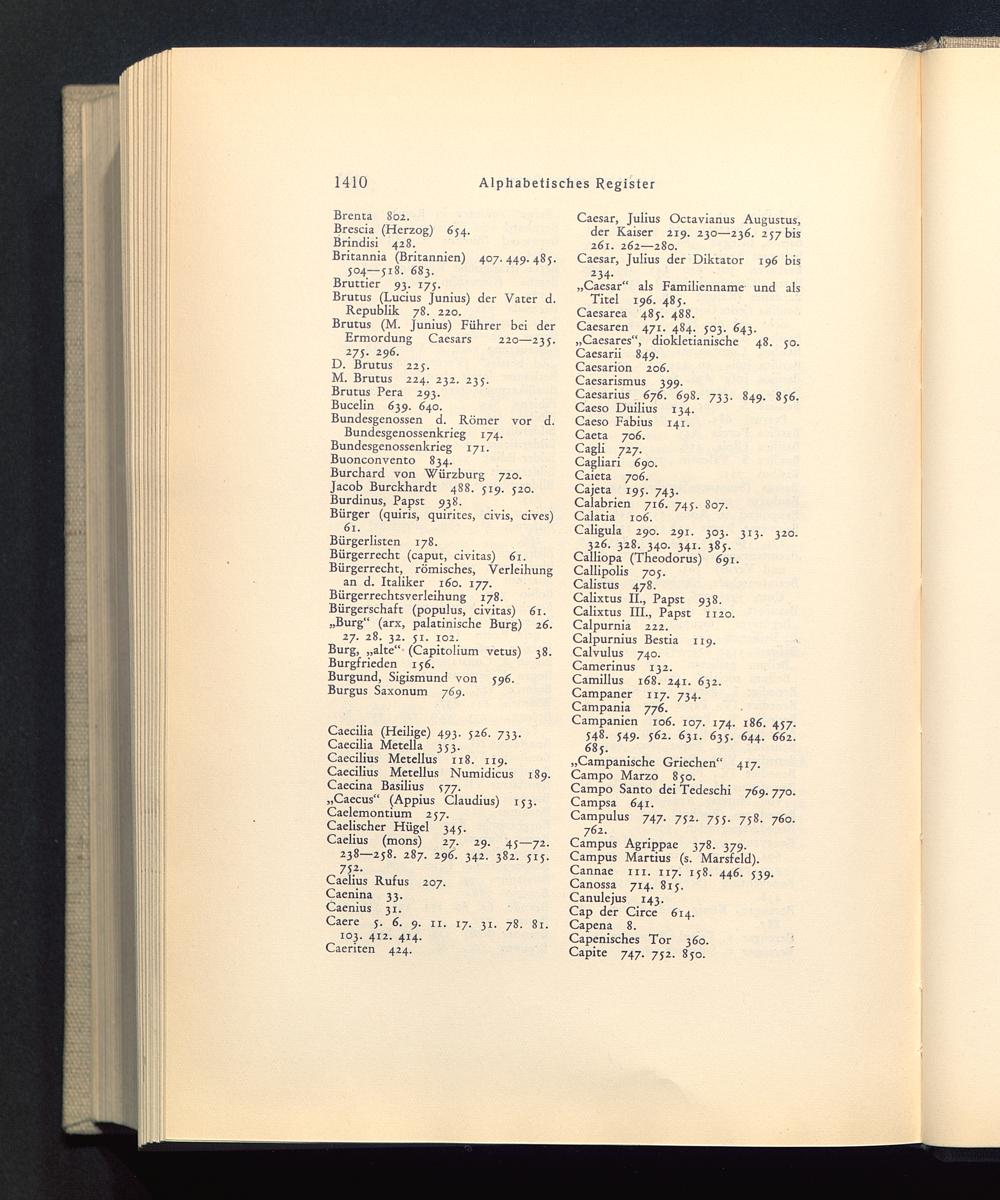 1410
Alphabetisches Register
Brenta 802.
Brescia (Herzog) 654.
Brindisi 428.
Britannia (Britannien) 407. 449. 485.
504—518. 683.
Bruttier 93. 175.
Brutus (Lucius Junius) der Vater d.
Republik 78. 220.
Brutus (M. Junius) Führer bei der
Ermordung Caesars 220—235.
275. 296.
D. Brutus 225.
M. Brutus 224. 232. 235.
Brutus Pera 293.
Bucelin 639. 640.
Bundesgenossen d. Römer vor d.
Bundesgenossenkrieg 174.
Bundesgenossenkrieg 171.
Buonconvento 834.
Burchard von Würzburg 720.
Jacob Burckhardt 488. 519. 520.
Burdinus, Papst 938.
Bürger (quiris, quirites, civis, cives)
61.
Bürgerlisten 178.
Bürgerrecht (caput, civitas) 61.
Bürgerrecht, römisches, Verleihung
an d. Italiker 160. 177.
Bürgerrechtsverleihung 178.
Bürgerschaft (populus, civitas) 61.
„Burg“ (arx, palatinische Burg) 26.
27. 28. 32. 51. 102.
Burg, „alte“ (Capitolium vetus) 38.
Burgfrieden 156.
Burgund, Sigismund von 596.
Burgus Saxonum 769.
Caecilia (Heilige) 493. 526. 733.
Caecilia Metella 353.
Caecilius Metellus 118. 119.
Caecilius Metellus Numidicus 189.
Caecina Basilius 577.
„Caecus“ (Appius Claudius) 153.
Caelemontium 257.
Caelischer Hügel 345.
Caelius (mons) 27. 29. 45—72.
238—258. 287. 296. 342. 382. 515.
752.
Caelius Rufus 207.
Caenina 33.
Caenius 31.
Caere 5. 6. 9. 11. 17. 31. 78. 81.
103. 412. 414.
Caeriten 424.
Caesar, Julius Octavianus Augustus,
der Kaiser 219. 230—236. 257 bis
261. 262—280.
Caesar, Julius der Diktator 196 bis
234.
„Caesar“ als Familienname und als
Titel 196. 485.
Caesarea 485. 488.
Caesaren 471. 484. 503. 643.
„Caesares“, diokletianische 48. 50.
Caesarii 849.
Caesarion 206.
Caesarismus 399.
Caesarius 676. 698. 733. 849. 856.
Caeso Duilius 134.
Caeso Fabius 141.
Caeta 706.
Cagli 727.
Cagliari 690.
Caieta 706.
Cajeta 195. 743.
Calabrien 716. 745. 807.
Calatia 106.
Caligula 290. 291. 303. 313. 320.
326. 328. 340. 341. 385.
Calliopa (Theodorus) 691.
Callipolis 705.
Calistus 478.
Calixtus II., Papst 938.
Calixtus III., Papst 1120.
Calpurnia 222.
Calpurnius Bestia 119.
Calvulus 740.
Camerinus 132.
Camillus 168. 241. 632.
Campaner 117. 734.
Campania 776.
Campanien 106. 107. 174. 186. 457.
548. 549. 562. 631. 635. 644. 662.
685.
„Campanische Griechen“ 417.
Campo Marzo 850.
Campo Santo dei Tedeschi 769. 770.
Campsa 641.
Campulus 747. 752. 755. 758. 760.
762.
Campus Agrippae 378. 379.
Campus Martius (s. Marsfeld).
Cannae 111. 117. 158. 446. 539.
Canossa 714. 815.
Canulejus 143.
Cap der Circe 614.
Capena 8.
Capenisches Tor 360.
Capite 747. 752. 850.